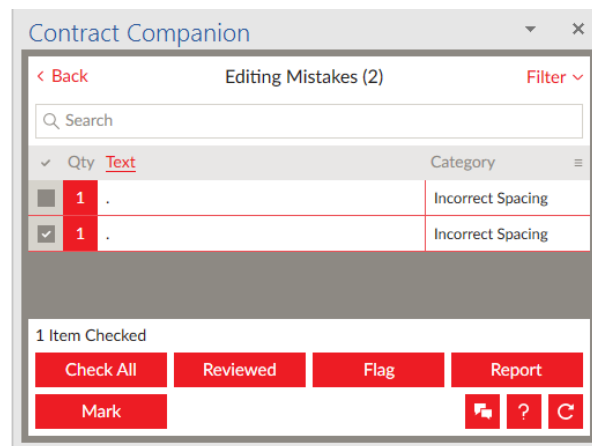 Contract Companion
< Back Editing Mistakes (2) Filter
Search
Qty Text Category
1 . Incorrect Spacing
1 . Incorrect Spacing
1 Item Checked
Check All Reviewed Flag Report
Mark ?